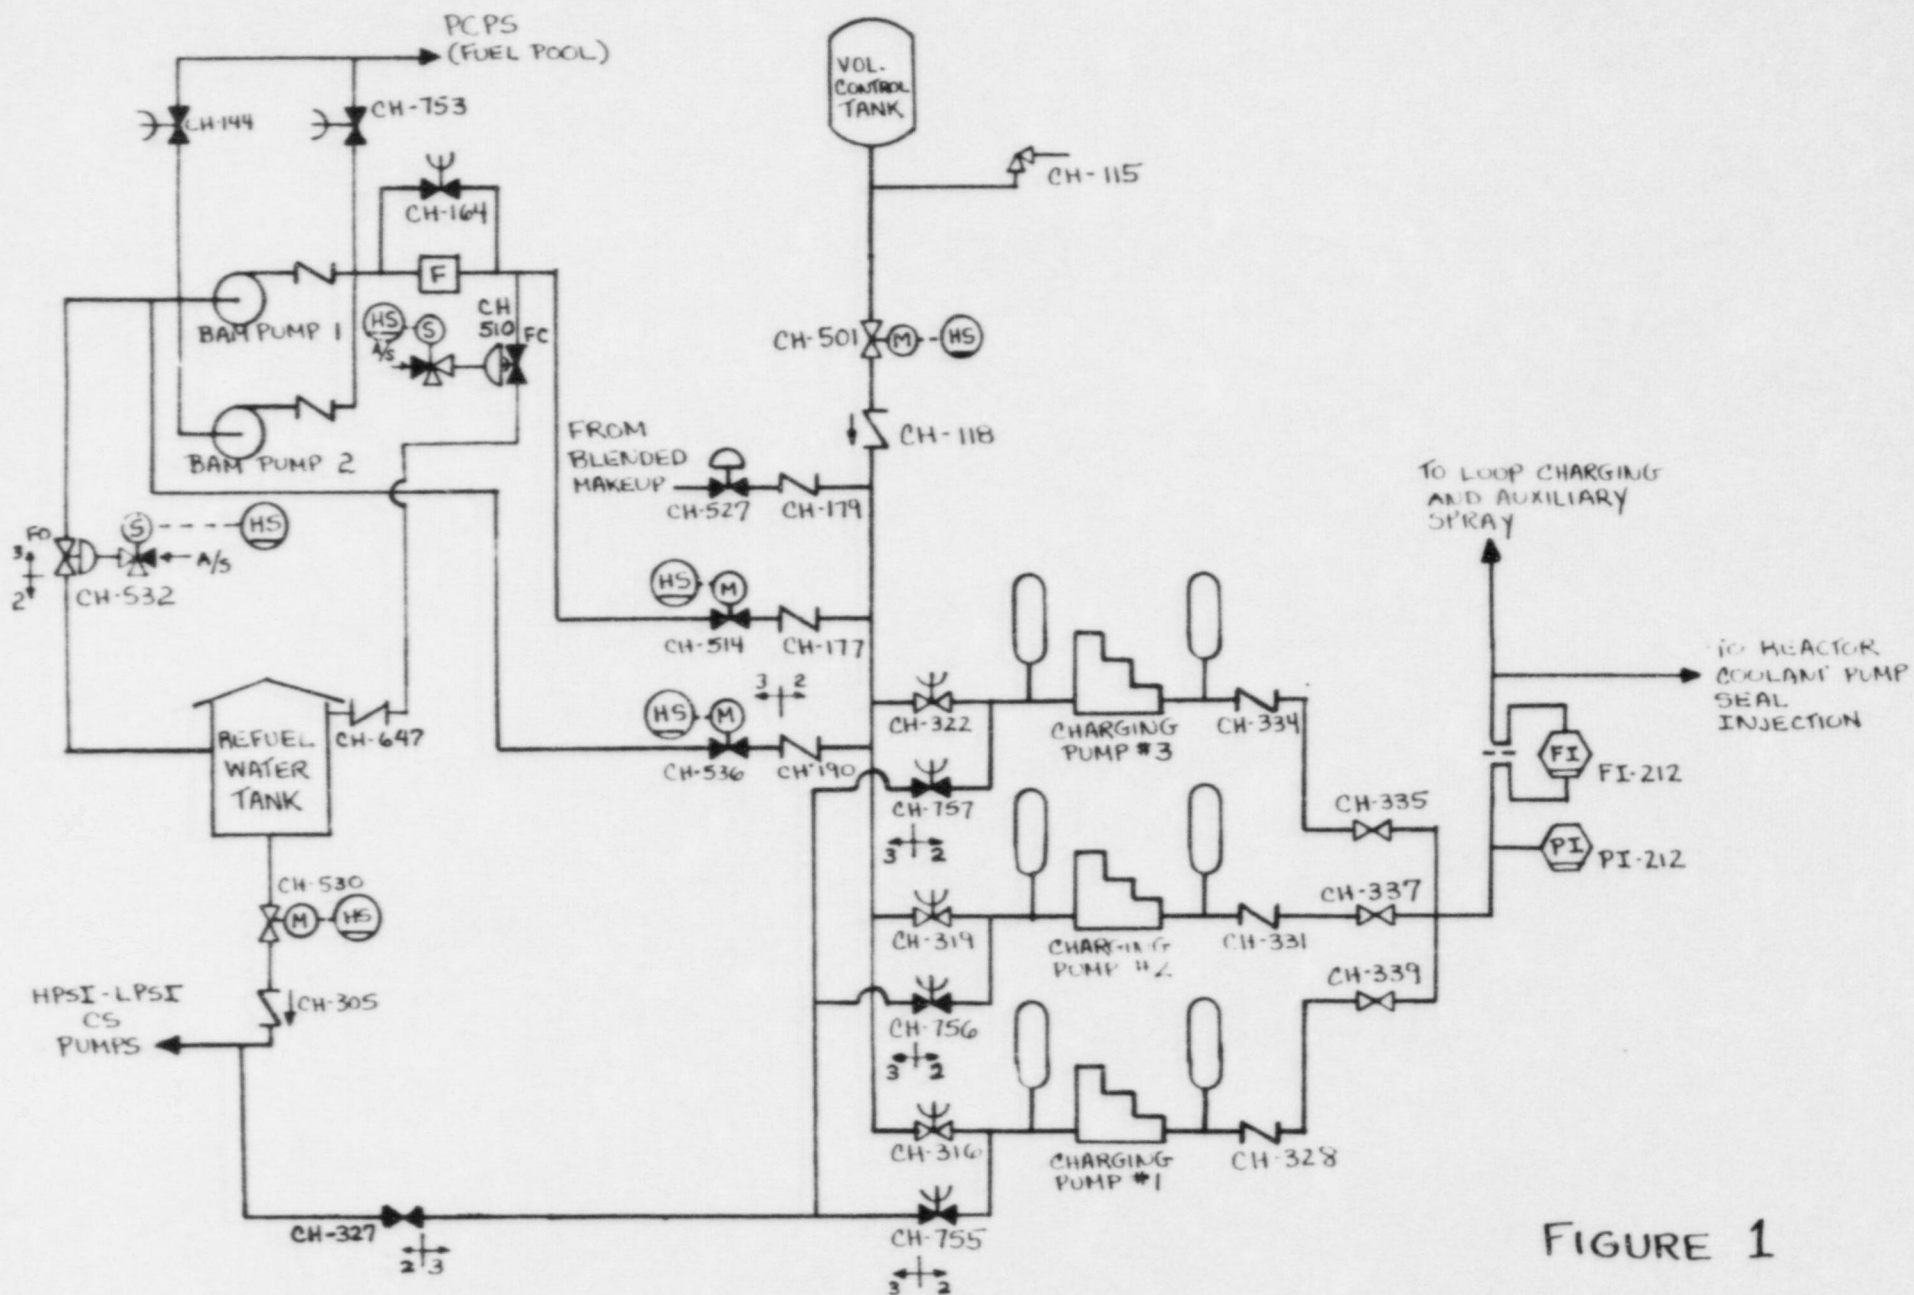 PCPS
(FUEL POOL)
CH-144
CH-753
CH-164
F
BAM PUMP 1
HS
S
A/S
CH
510
FC
BAM PUMP 2
VOL.
CONTROL
TANK
CH-115
CH-501
M
HS
CH-118
FROM
BLENDED
MAKEUP
CH-527
CH-179
FO
3
2
S
HS
A/S
CH-532
HS
M
CH-514
CH-177
3
2
HS
M
CH-536
CH-190
REFUEL
WATER
TANK
CH-647
CH-530
M
HS
CH-305
HPSI-LPSI
CS
PUMPS
CH-327
2
3
CH-322
CHARGING
PUMP #3
CH-334
CH-757
3
2
CH-319
CHARGING
PUMP #2
CH-331
CH-756
3
2
CH-316
CHARGING
PUMP #1
CH-328
CH-755
3
2
CH-335
CH-337
CH-339
TO LOOP CHARGING
AND AUXILIARY
SPRAY
TO REACTOR
COOLANT PUMP
SEAL
INJECTION
FI
FI-212
PI
PI-212
FIGURE 1